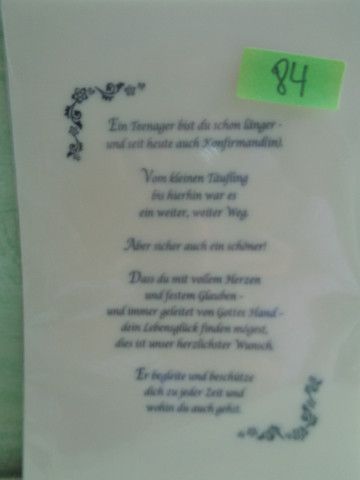 84
Ein Teenager bist du schon länger -
und seit heute auch Konfirmand(in).
Vom kleinen Täufling
bis hierhin war es
ein weiter, weiter Weg.
Aber sicher auch ein schöner!
Dass du mit vollem Herzen
und festem Glauben -
und immer geleitet von Gottes Hand -
dein Lebensglück finden mögest,
dies ist unser herzlichster Wunsch.
Er begleite und beschütze
dich zu jeder Zeit und
wohin du auch gehst.